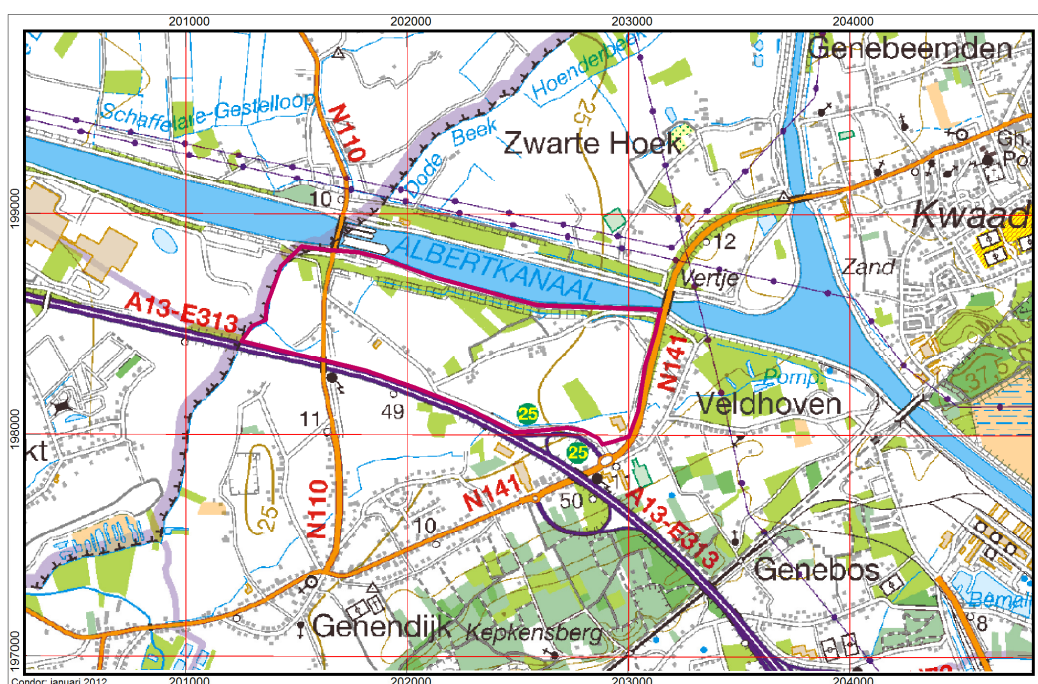 201000 202000 203000 204000
Genebeemden
Hoenderbeek
25
Schaffelare-Gestelloop
N110
Dode Beek
Zwarte Hoek
Gh.
Po
10
199000
Kwaad
12
ALBERTKANAAL
Vertje
Zand
A13-E313
N141
37.5
Pomp.
49
Veldhoven
25
11
198000
25
kt
N141
A13-E313
50
25
N110
10
Genebos
Bemal
Genendijk
Kepkensberg
8
197000
Condor: januari 2012
201000 202000 203000 204000